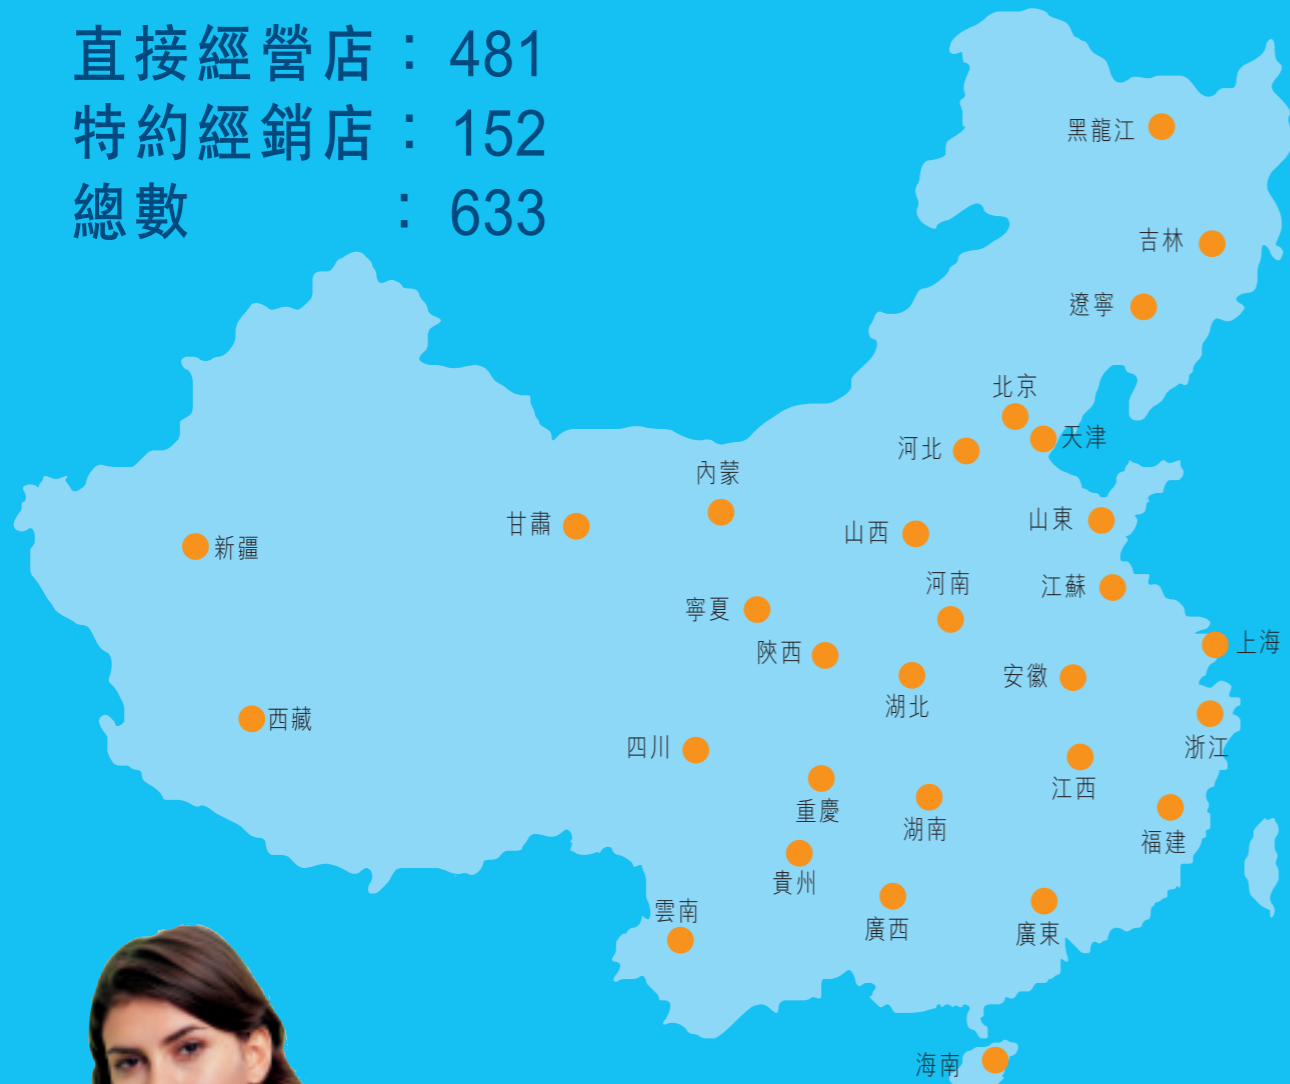 直接經營店：481
特約經銷店：152
總數：633
黑龍江
吉林
遼寧
北京
天津
河北
內蒙
甘肅
新疆
山西
山東
河南
江蘇
寧夏
陝西
上海
安徽
湖北
西藏
四川
浙江
江西
重慶
湖南
福建
貴州
雲南
廣西
廣東
海南